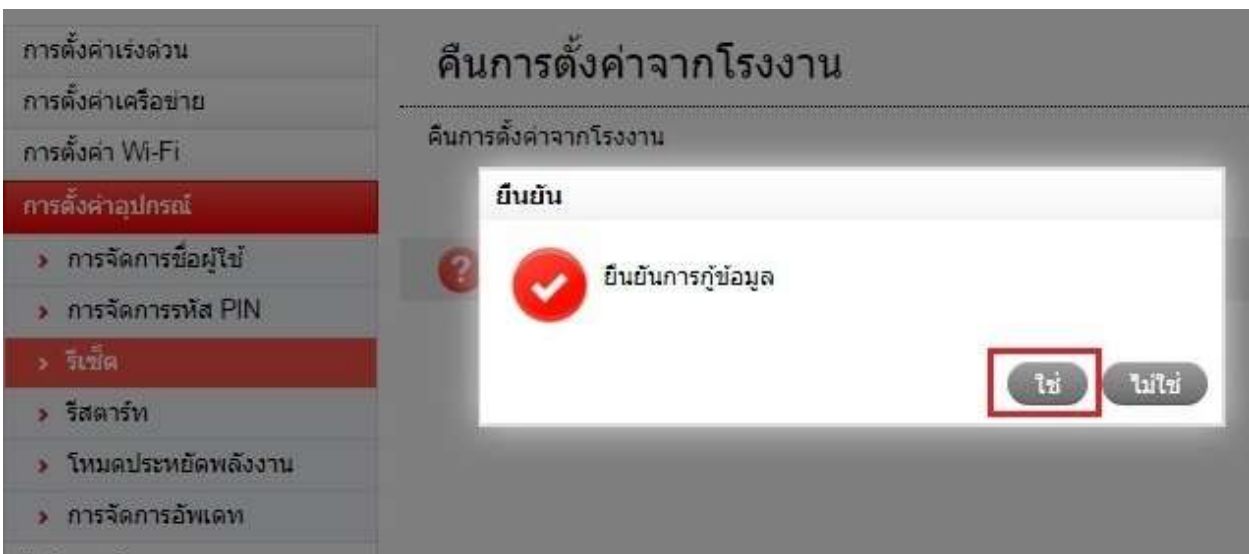 การตั้งค่าเร่งด่วน
การตั้งค่าเครือข่าย
การตั้งค่า Wi-Fi
การตั้งค่าอุปกรณ์
การจัดการชื่อผู้ใช้
การจัดการรหัส PIN
รีเซ็ต
รีสตาร์ท
โหมดประหยัดพลังงาน
การจัดการอัพเดท
คืนการตั้งค่าจากโรงงาน
คืนการตั้งค่าจากโรงงาน
ยืนยัน
ยืนยันการกู้ข้อมูล
ใช่
ไม่ใช่